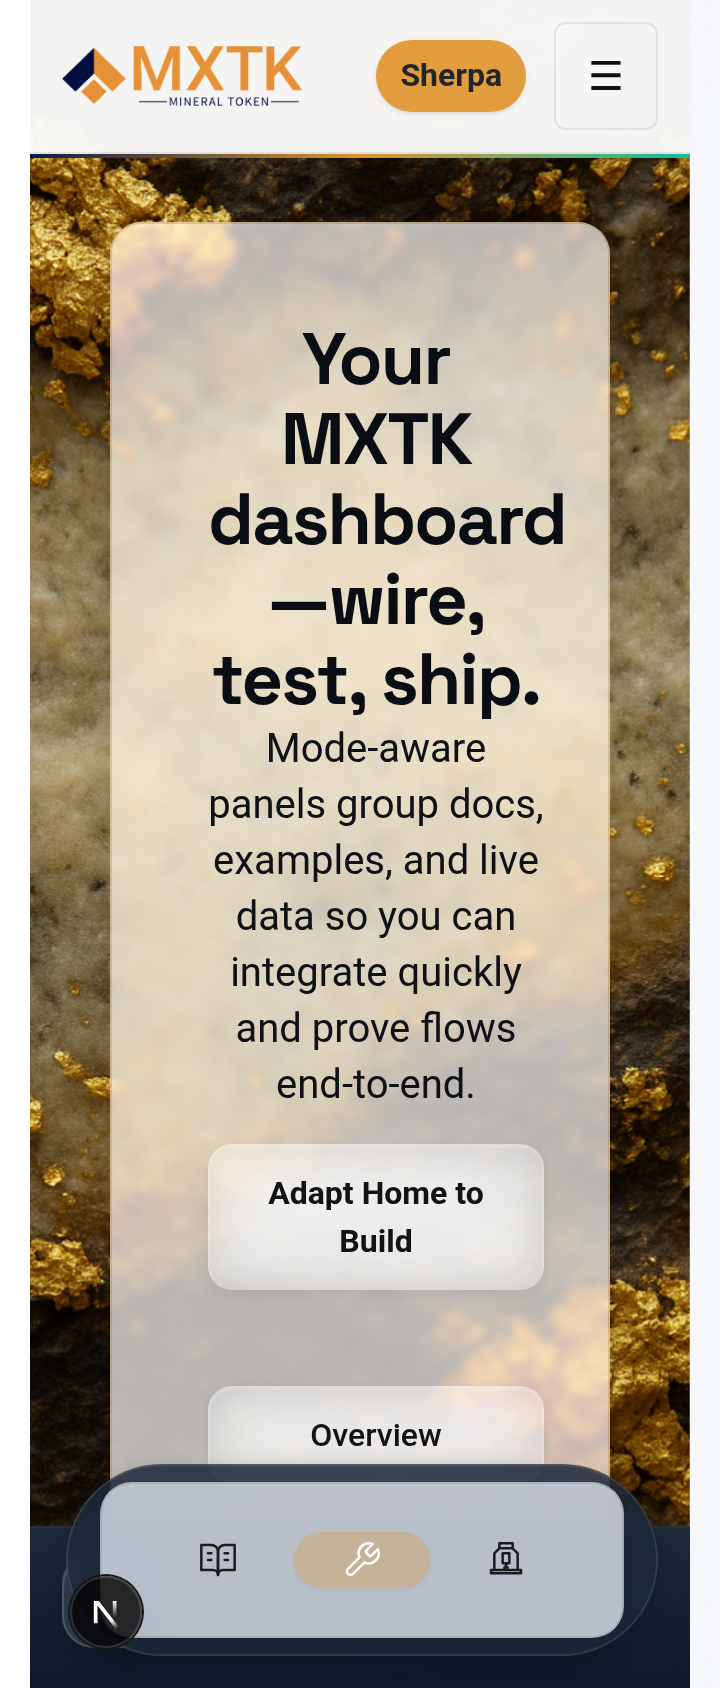 MXTK
MINERAL TOKEN
Sherpa
Your
MXTK
dashboard
—wire,
test, ship.
Mode-aware
panels group docs,
examples, and live
data so you can
integrate quickly
and prove flows
end-to-end.
Adapt Home to
Build
Overview
N